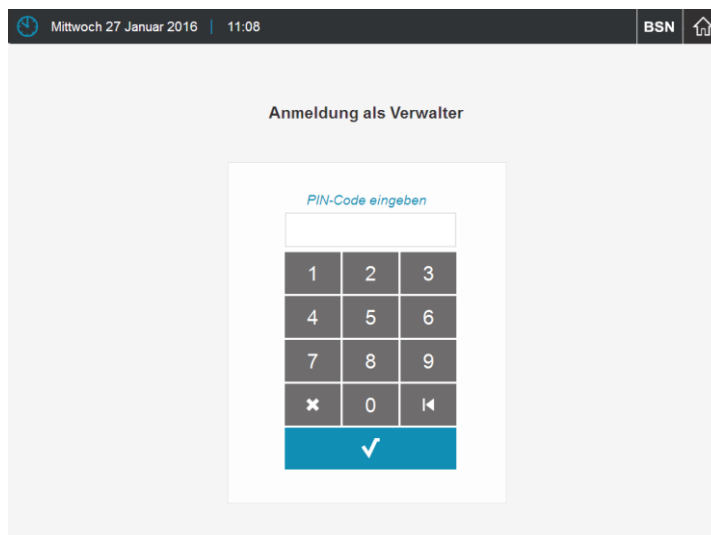 Mittwoch 27 Januar 2016 | 11:08 BSN
Anmeldung als Verwalter
PIN-Code eingeben
1 2 3
4 5 6
7 8 9
0